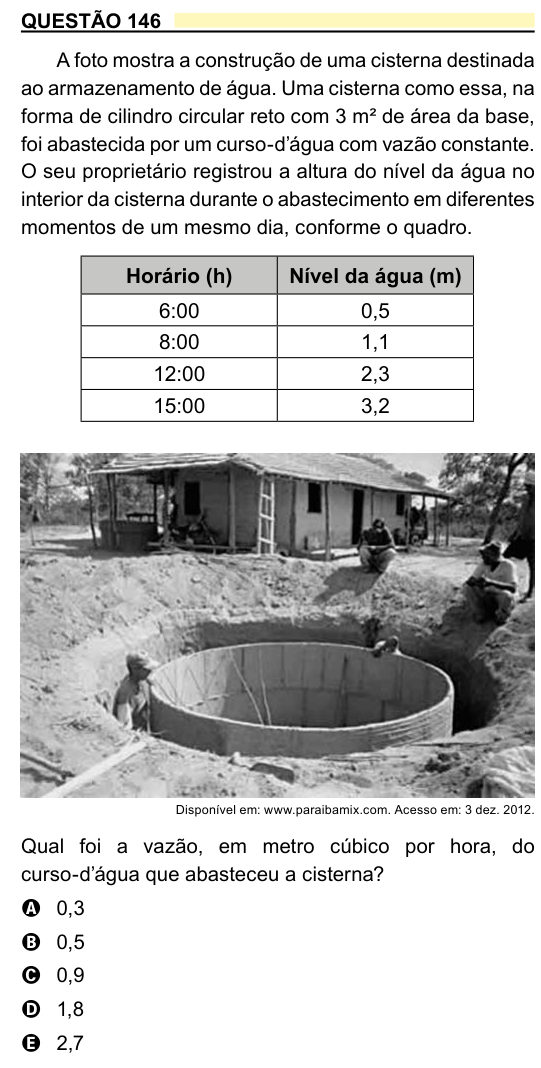 QUESTÃO 146
A foto mostra a construção de uma cisterna destinada
ao armazenamento de água. Uma cisterna como essa, na
forma de cilindro circular reto com 3 m² de área da base,
foi abastecida por um curso-d’água com vazão constante.
O seu proprietário registrou a altura do nível da água no
interior da cisterna durante o abastecimento em diferentes
momentos de um mesmo dia, conforme o quadro.
Horário (h) Nível da água (m)
6:00 0,5
8:00 1,1
12:00 2,3
15:00 3,2
Disponível em: www.paraibamix.com. Acesso em: 3 dez. 2012.
Qual foi a vazão, em metro cúbico por hora, do
curso-d’água que abasteceu a cisterna?
A 0,3
B 0,5
C 0,9
D 1,8
E 2,7